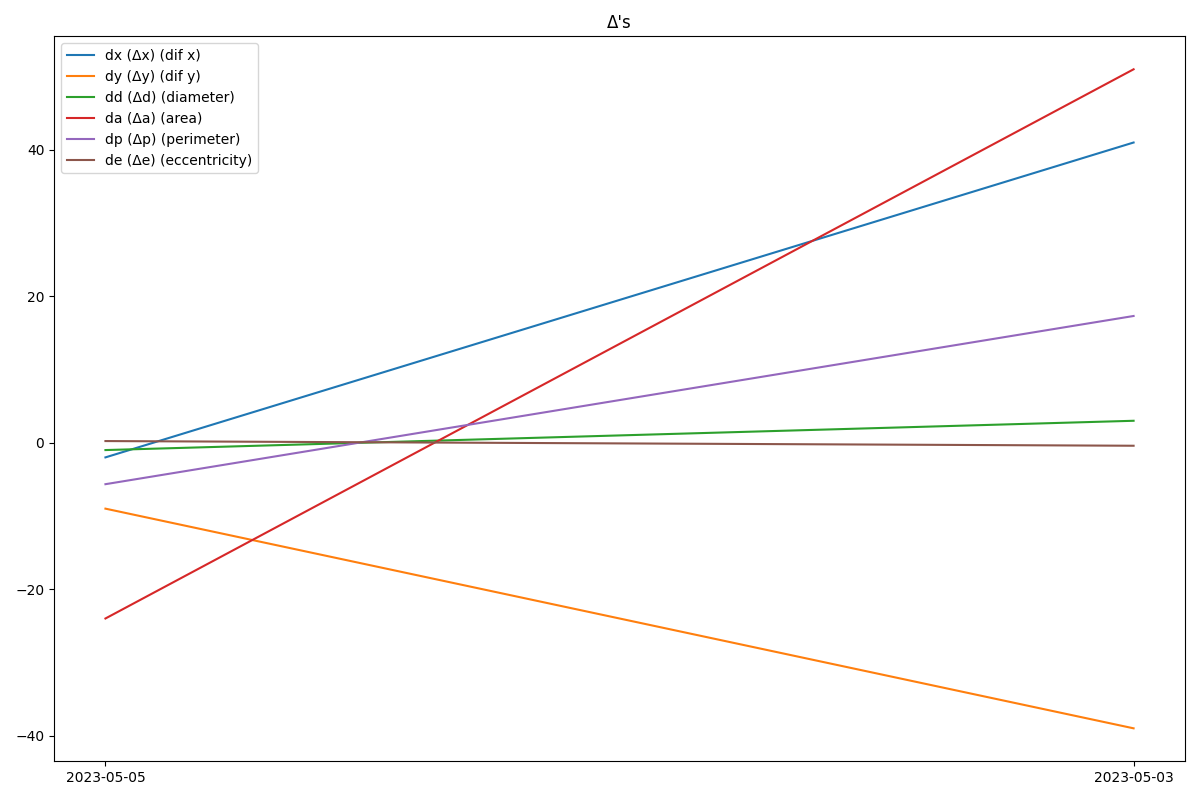 Δ's
dx (Δx) (dif x)
dy (Δy) (dif y)
dd (Δd) (diameter)
da (Δa) (area)
dp (Δp) (perimeter)
de (Δe) (eccentricity)
40
20
0
−20
−40
2023-05-05
2023-05-03